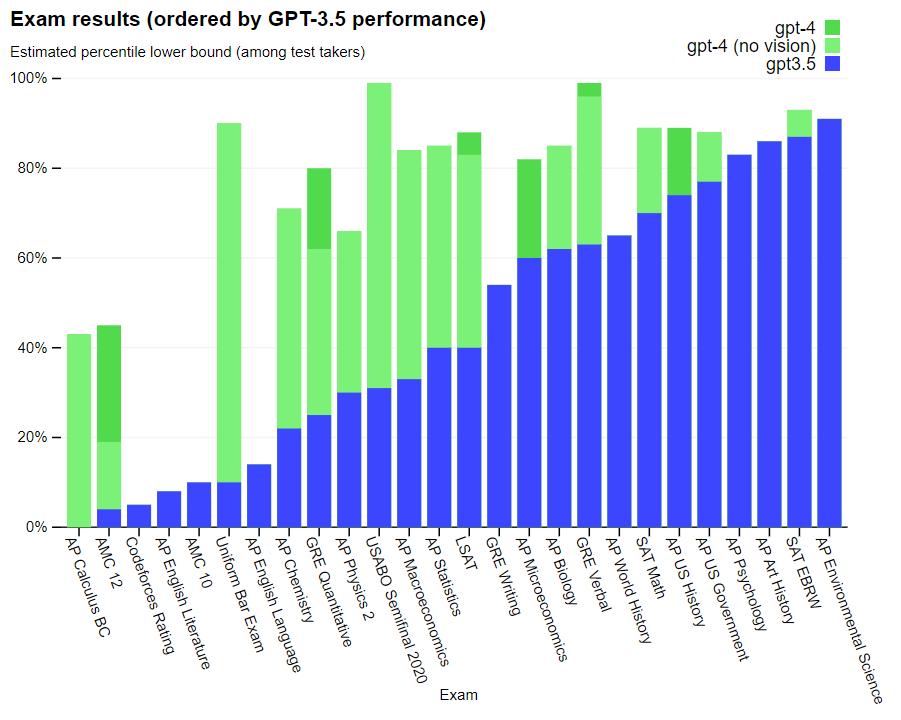 Exam results (ordered by GPT-3.5 performance)
Estimated percentile lower bound (among test takers)
gpt-4
gpt-4 (no vision)
gpt3.5
100%
80%
60%
40%
20%
0%
AP Calculus BC
AMC 12
Codeforces Rating
AP English Literature
AMC 10
Uniform Bar Exam
AP English Language
AP Chemistry
GRE Quantitative
AP Physics 2
USABO Semifinal 2020
AP Macroeconomics
AP Statistics
LSAT
GRE Writing
AP Microeconomics
AP Biology
GRE Verbal
AP World History
SAT Math
AP US History
AP US Government
AP Psychology
AP Art History
SAT EBRW
AP Environmental Science
Exam